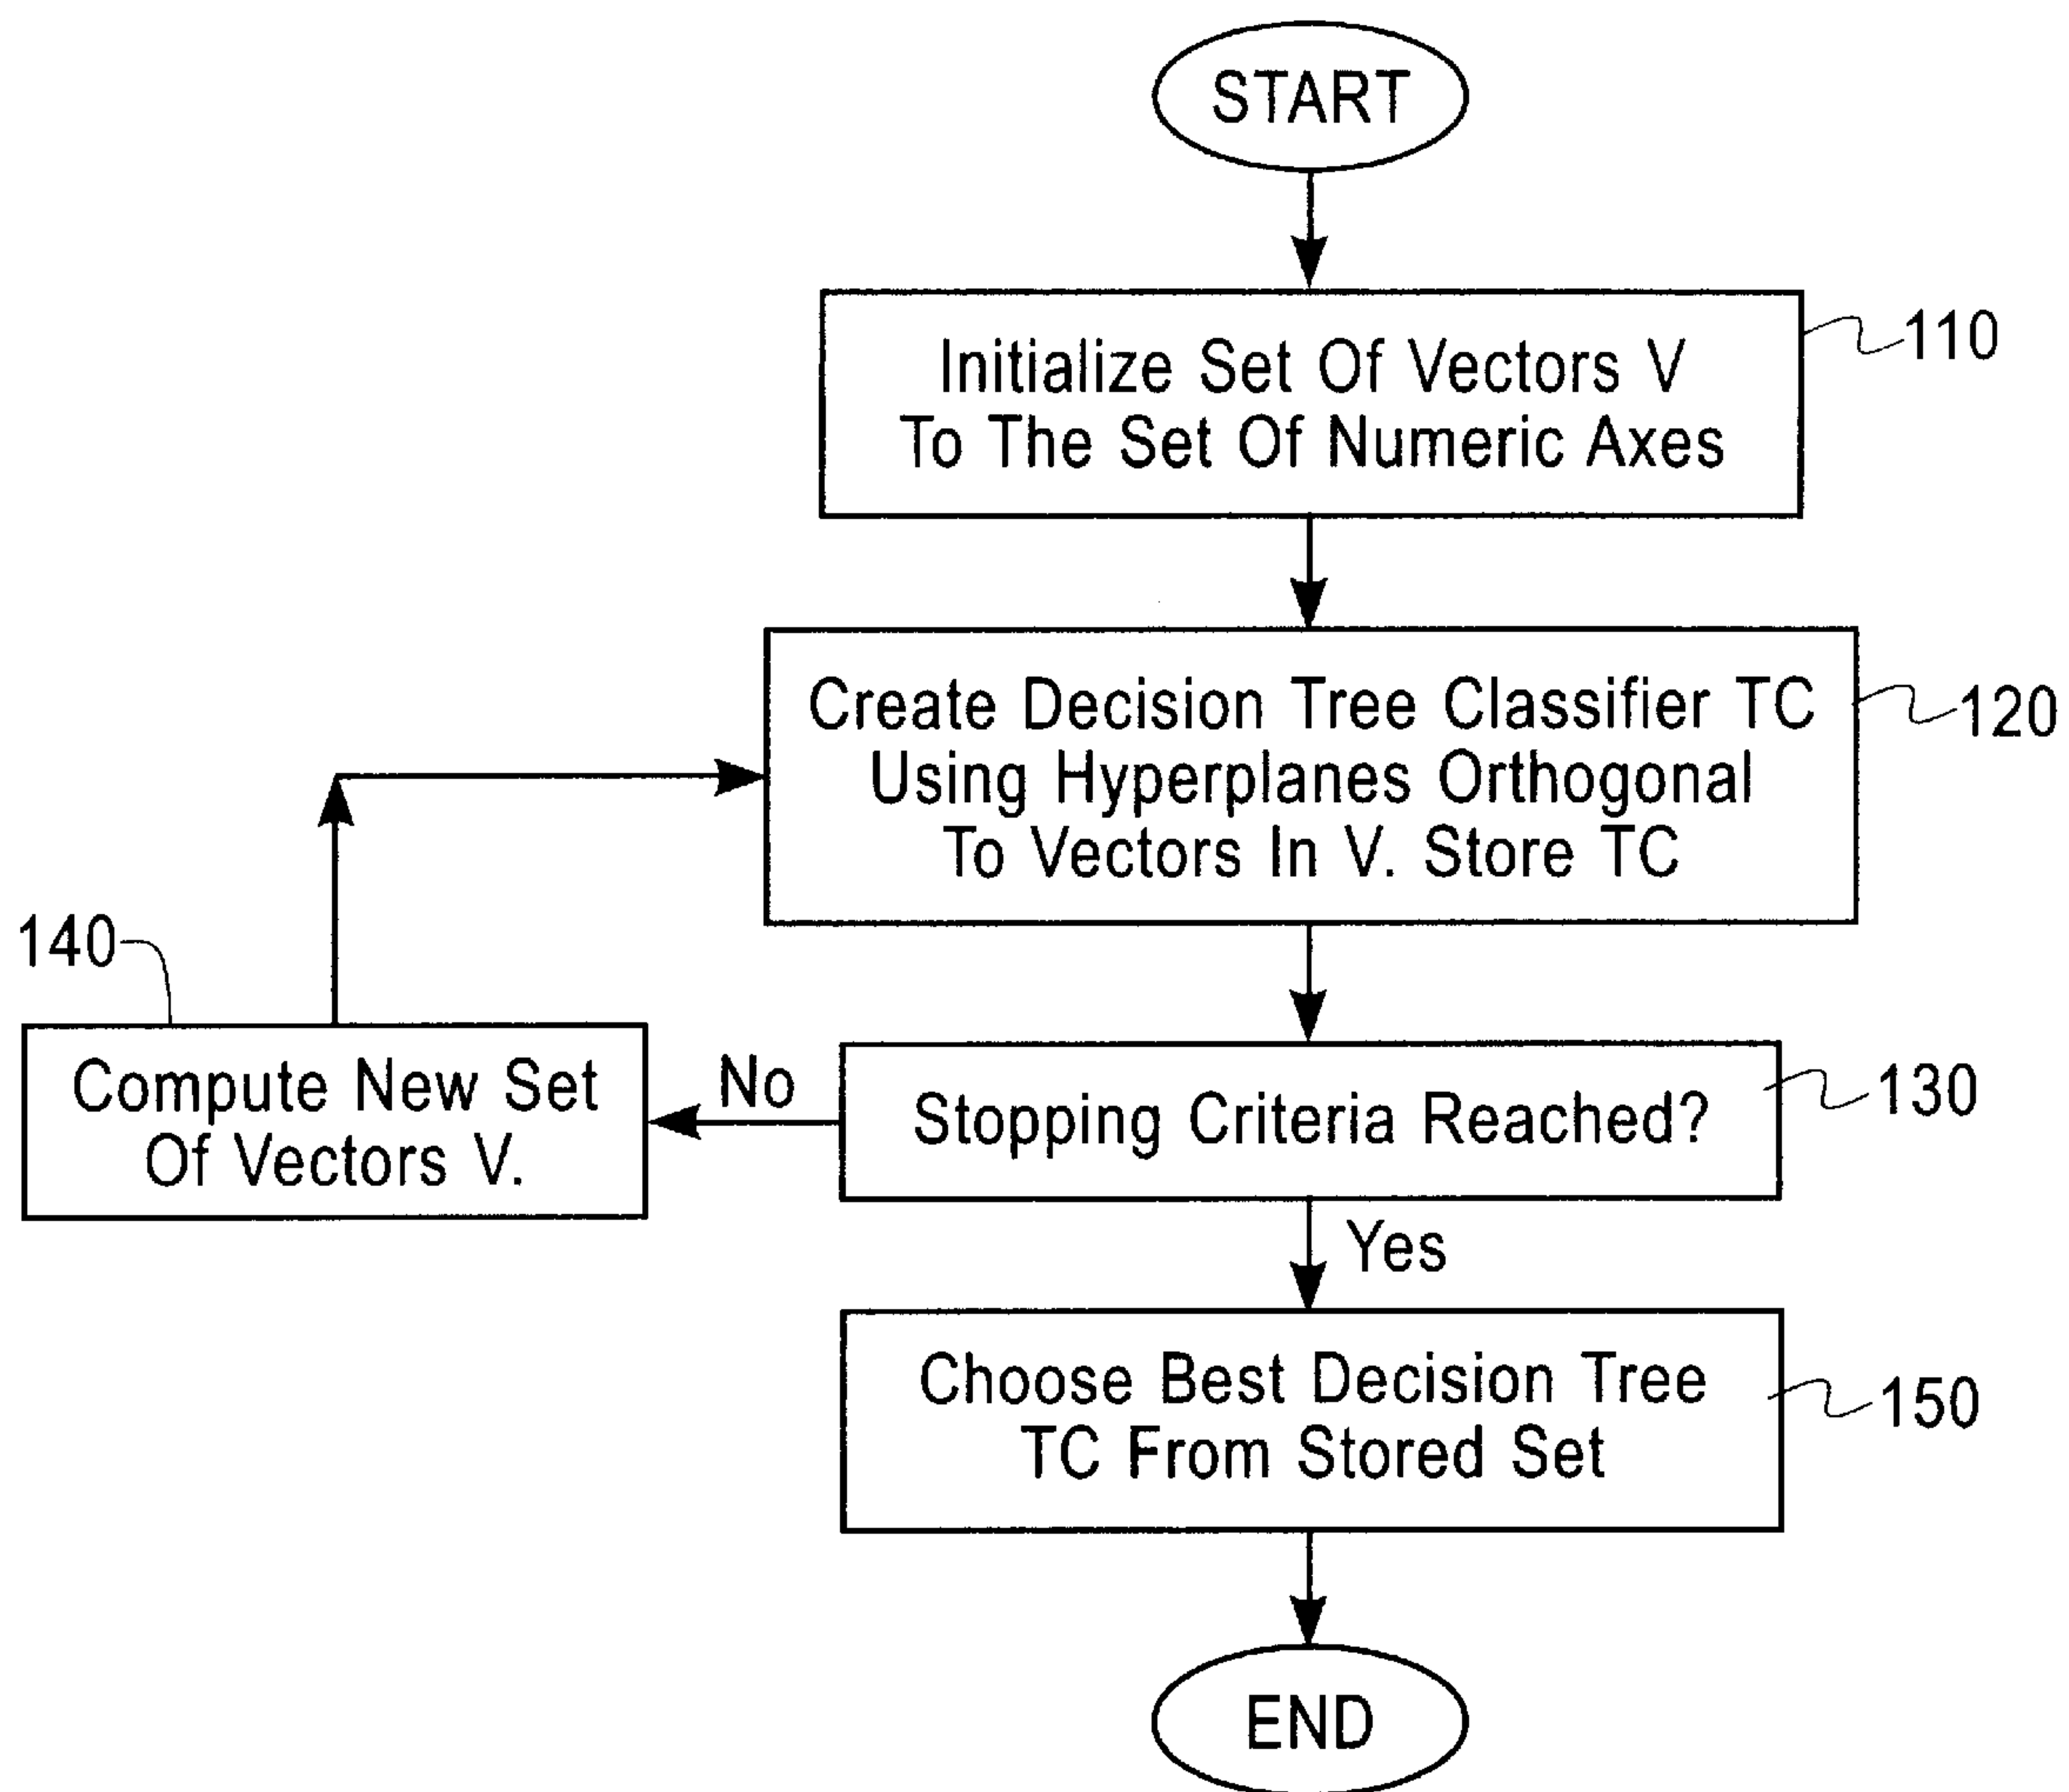 START
Initialize Set Of Vectors V
To The Set Of Numeric Axes
110
Create Decision Tree Classifier TC
Using Hyperplanes Orthogonal
To Vectors In V. Store TC
120
140
Compute New Set
Of Vectors V.
No
Stopping Criteria Reached?
130
Yes
Choose Best Decision Tree
TC From Stored Set
150
END